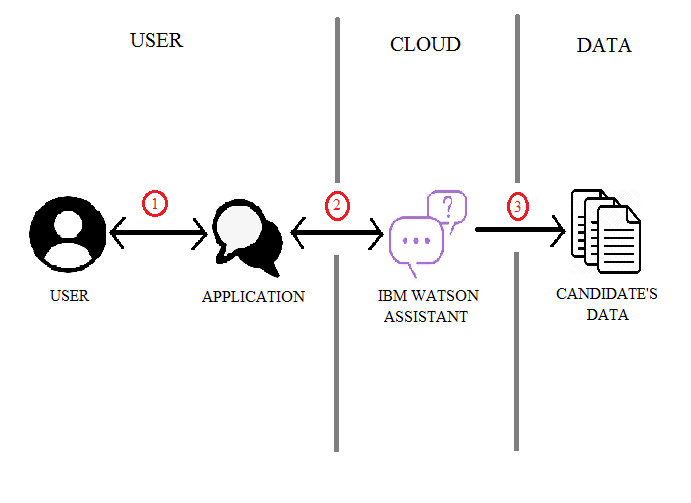 USER
CLOUD
DATA
1
2
3
?
USER
APPLICATION
IBM WATSON
ASSISTANT
CANDIDATE'S
DATA